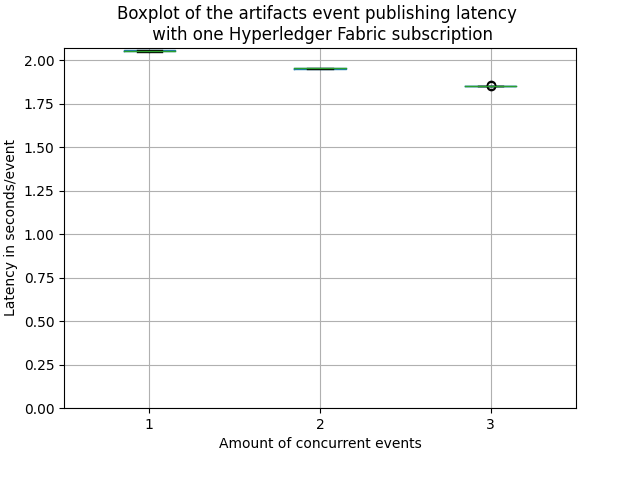 Boxplot of the artifacts event publishing latency
with one Hyperledger Fabric subscription
2.00
1.75
1.50
1.25
1.00
0.75
0.50
0.25
0.00
Latency in seconds/event
1 2 3
Amount of concurrent events